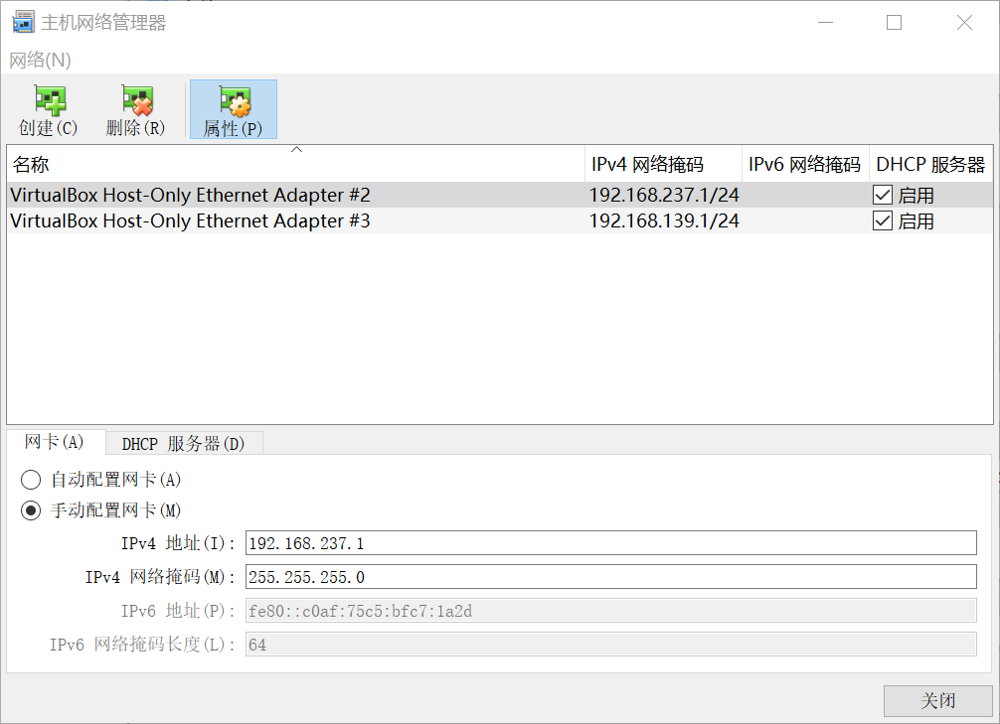 主机网络管理器
网络(N)
创建(C) 删除(R) 属性(P)
名称 IPv4 网络掩码 IPv6 网络掩码 DHCP 服务器
VirtualBox Host-Only Ethernet Adapter #2 192.168.237.1/24 启用
VirtualBox Host-Only Ethernet Adapter #3 192.168.139.1/24 启用
网卡(A) DHCP 服务器(D)
自动配置网卡(A)
手动配置网卡(M)
IPv4 地址(I): 192.168.237.1
IPv4 网络掩码(M): 255.255.255.0
IPv6 地址(P): fe80::c0af:75c5:bfc7:1a2d
IPv6 网络掩码长度(L): 64
关闭